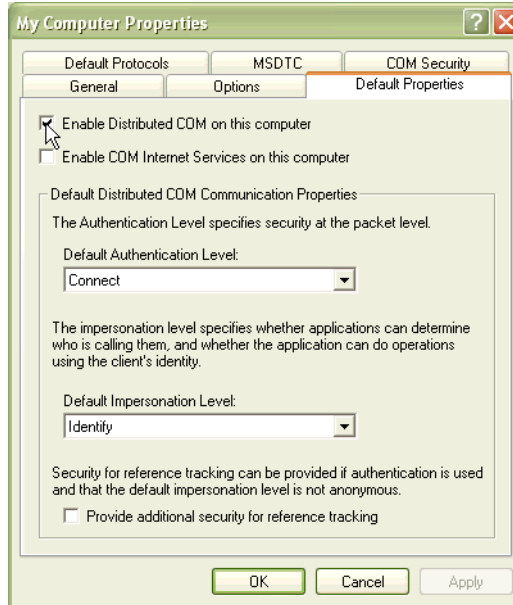 My Computer Properties
Default Protocols
MSDTC
COM Security
General
Options
Default Properties
Enable Distributed COM on this computer
Enable COM Internet Services on this computer
Default Distributed COM Communication Properties
The Authentication Level specifies security at the packet level.
Default Authentication Level:
Connect
The impersonation level specifies whether applications can determine
who is calling them, and whether the application can do operations
using the client's identity.
Default Impersonation Level:
Identify
Security for reference tracking can be provided if authentication is used
and that the default impersonation level is not anonymous.
Provide additional security for reference tracking
OK
Cancel
Apply